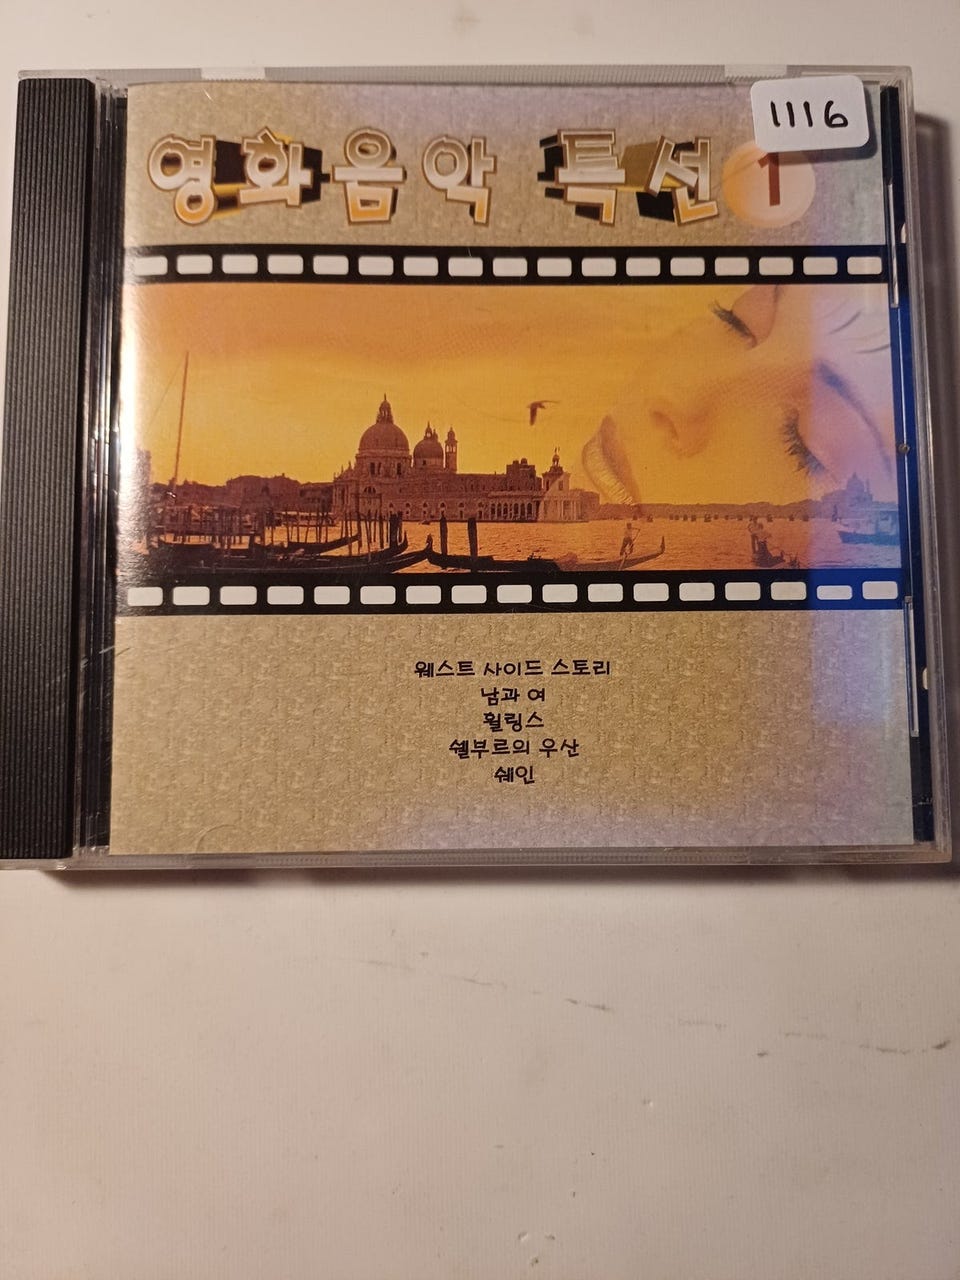 1116
영화음악 특선 1
웨스트 사이드 스토리
남과 여
휠링스
쉘부르의 우산
쉐인